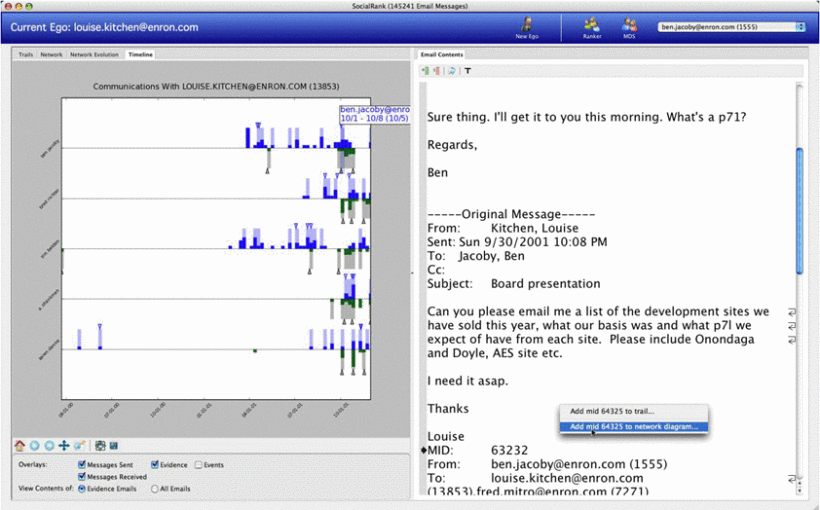 SocialRank (145241 Email Messages)
Current Ego: louise.kitchen@enron.com
New Ego
Ranker
MDS
ben.jacoby@enron.com (1555)
Trails
Network
Network Evolution
Timeline
Communications With LOUISE.KITCHEN@ENRON.COM (13853)
ben.jacoby@enro
10/1 - 10/8 (10/5)
Overlays:
Messages Sent
Evidence
Events
Messages Received
View Contents of:
Evidence Emails
All Emails
Email Contents
Sure thing. I'll get it to you this morning. What's a p71?
Regards,
Ben
-----Original Message-----
From: Kitchen, Louise
Sent: Sun 9/30/2001 10:08 PM
To: Jacoby, Ben
Cc:
Subject: Board presentation
Can you please email me a list of the development sites we
have sold this year, what our basis was and what p7l we
expect of have from each site. Please include Onondaga
and Doyle, AES site etc.
I need it asap.
Thanks
Add mid 64325 to trail...
Add mid 64325 to network diagram...
Louise
MID: 63232
From: ben.jacoby@enron.com (1555)
To: louise.kitchen@enron.com
(13853).fred.mitro@enron.com (7271)